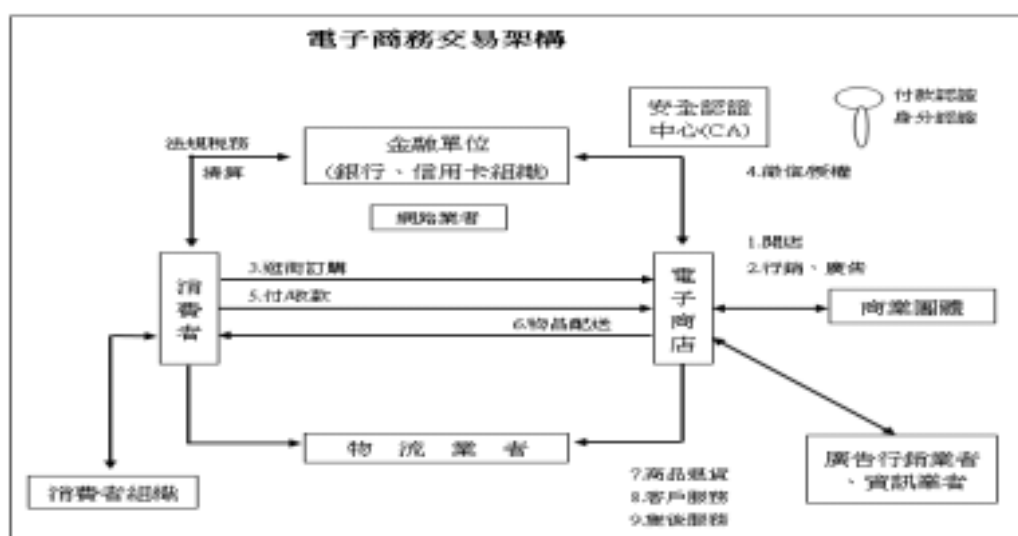 電子商務交易架構
安全認證
中心(CA)
付款認證
身分認證
法規稅務
清算
金融單位
(銀行、信用卡組織)
4.徵信/授權
網路業者
1.開店
2.行銷、廣告
消費者
3.逛街訂購
5.付/收款
6.物品配送
電子商店
商業團體
物流業者
廣告行銷業者
、資訊業者
消費者組織
7.商品退貨
8.客戶服務
9.售後服務